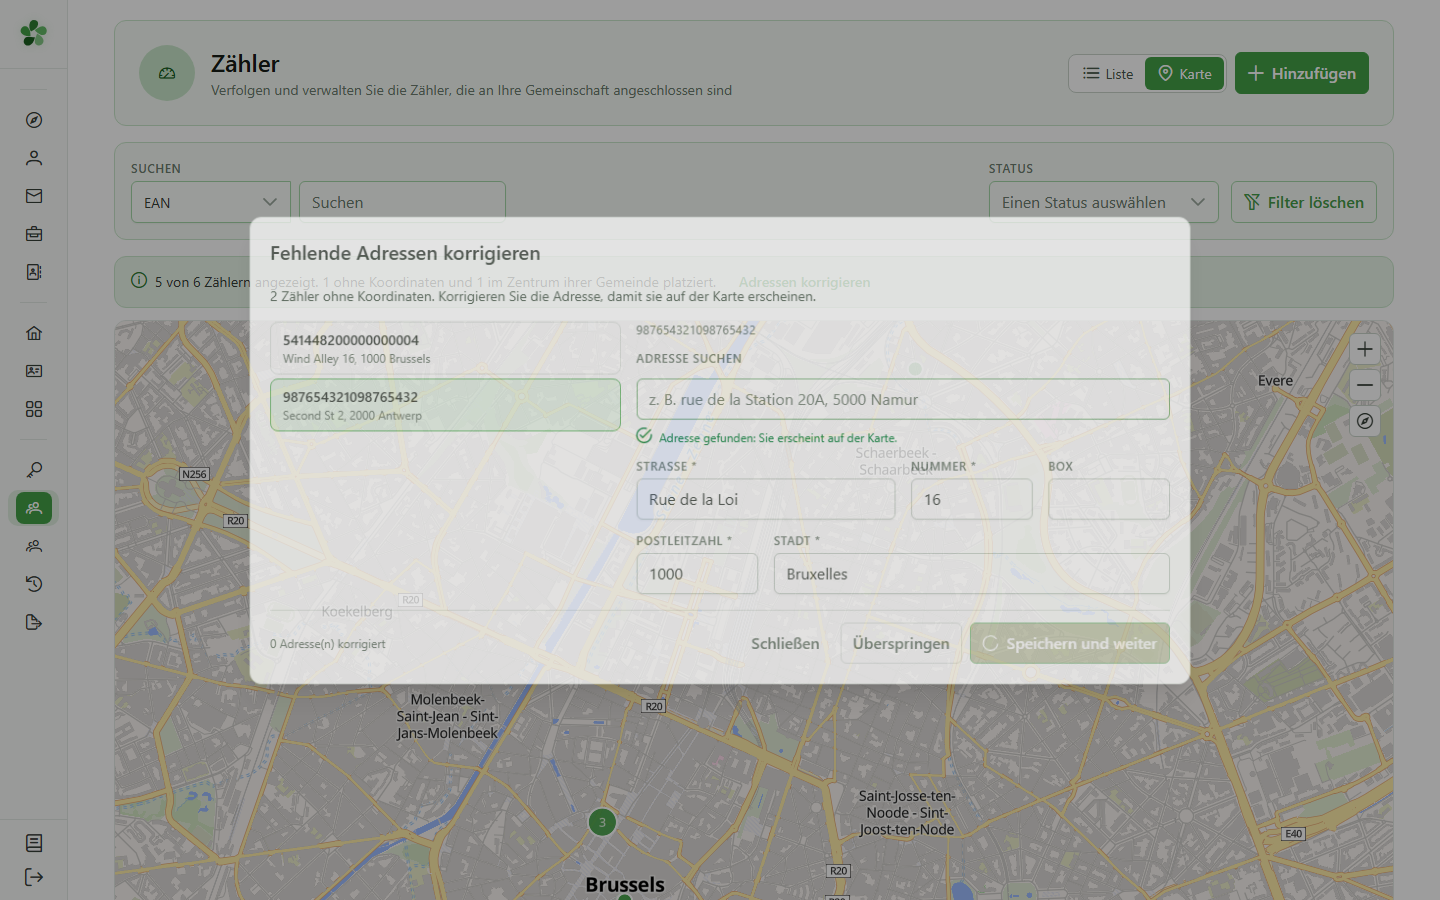 Zähler
Verfolgen und verwalten Sie die Zähler, die an Ihre Gemeinschaft angeschlossen sind
Liste
Karte
Hinzufügen
SUCHEN
EAN
Suchen
STATUS
Einen Status auswählen
Filter löschen
5 von 6 Zählern angezeigt. 1 ohne Koordinaten und 1 im Zentrum ihrer Gemeinde platziert.
Adressen korrigieren
Fehlende Adressen korrigieren
2 Zähler ohne Koordinaten. Korrigieren Sie die Adresse, damit sie auf der Karte erscheinen.
541448200000000004
Wind Alley 16, 1000 Brussels
987654321098765432
Second St 2, 2000 Antwerp
987654321098765432
ADRESSE SUCHEN
z. B. rue de la Station 20A, 5000 Namur
Adresse gefunden: Sie erscheint auf der Karte.
STRASSE *
Rue de la Loi
NUMMER *
16
BOX
POSTLEITZAHL *
1000
STADT *
Bruxelles
0 Adresse(n) korrigiert
Schließen
Überspringen
Speichern und weiter
Evere
Schaerbeek -
Schaarbeek
N256
R20
R20
Koekelberg
Molenbeek-
Saint-Jean - Sint-
Jans-Molenbeek
R20
Saint-Josse-ten-
Noode - Sint-
Joost-ten-Node
3
E40
R20
Brussels